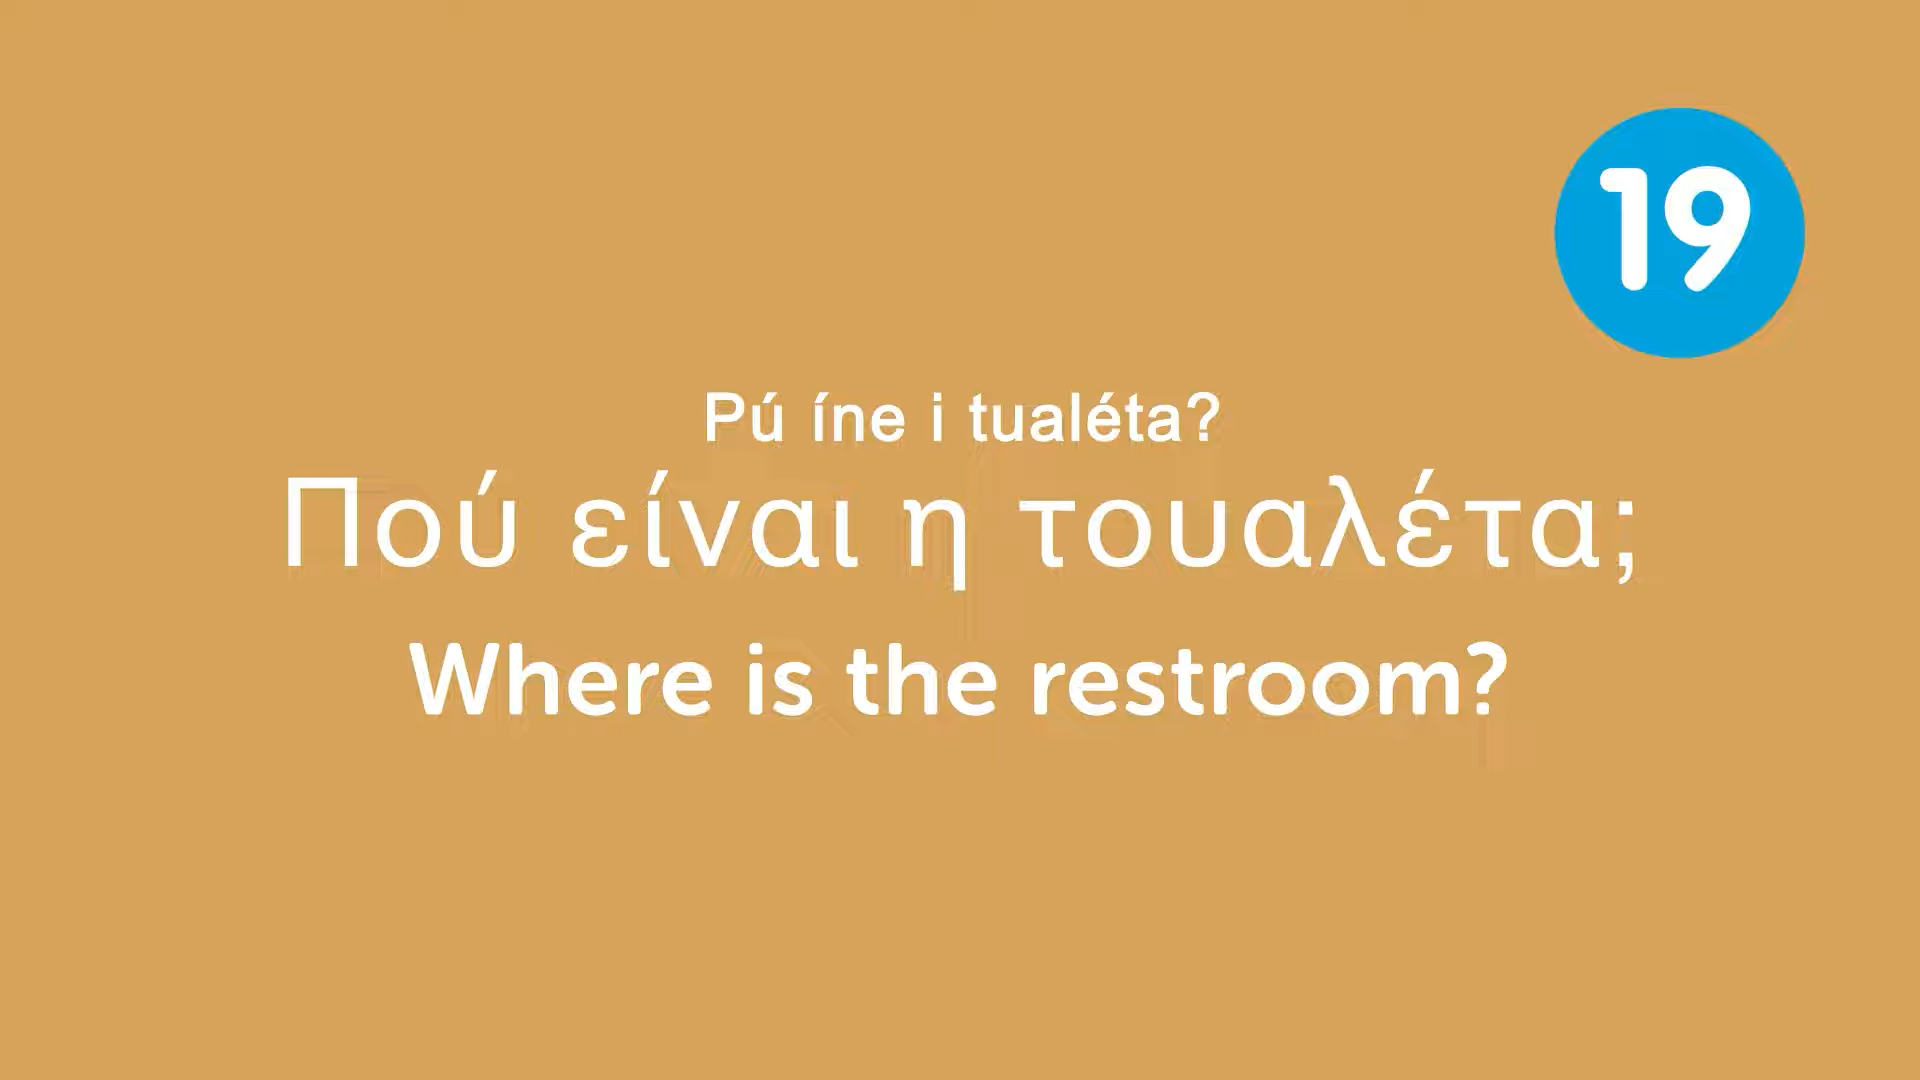 19
Pú íne i tualéta?
Πού είναι η τουαλέτα;
Where is the restroom?